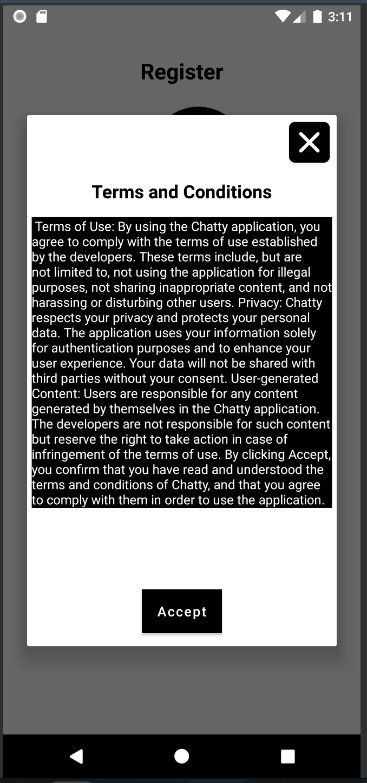 3:11
Register
Terms and Conditions
Terms of Use: By using the Chatty application, you
agree to comply with the terms of use established
by the developers. These terms include, but are
not limited to, not using the application for illegal
purposes, not sharing inappropriate content, and not
harassing or disturbing other users. Privacy: Chatty
respects your privacy and protects your personal
data. The application uses your information solely
for authentication purposes and to enhance your
user experience. Your data will not be shared with
third parties without your consent. User-generated
Content: Users are responsible for any content
generated by themselves in the Chatty application.
The developers are not responsible for such content
but reserve the right to take action in case of
infringement of the terms of use. By clicking Accept,
you confirm that you have read and understood the
terms and conditions of Chatty, and that you agree
to comply with them in order to use the application.
Accept